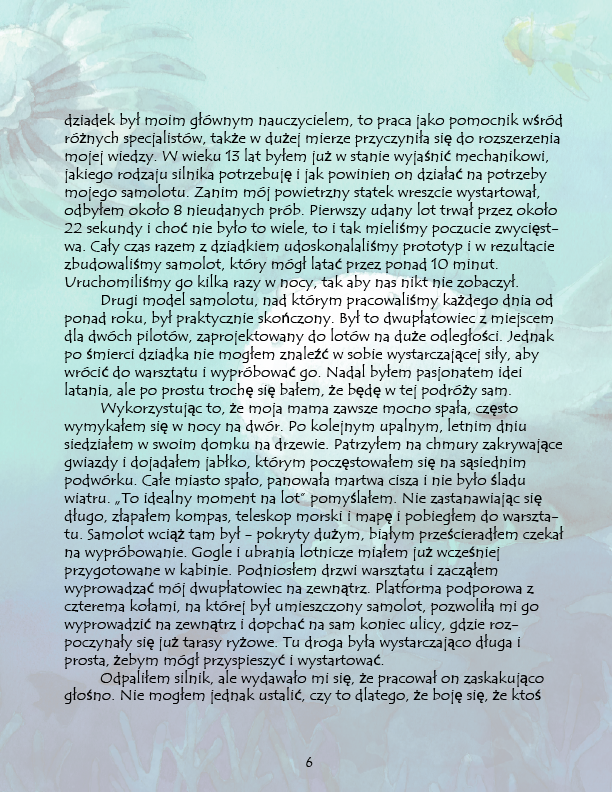 dziadek był moim głównym nauczycielem, to praca jako pomocnik wśród
różnych specjalistów, także w dużej mierze przyczyniła się do rozszerzenia
mojej wiedzy. W wieku 13 lat byłem już w stanie wyjaśnić mechanikowi,
jakiego rodzaju silnika potrzebuję i jak powinien on działać na potrzeby
mojego samolotu. Zanim mój powietrzny statek wreszcie wystartował,
odbyłem około 8 nieudanych prób. Pierwszy udany lot trwał przez około
22 sekundy i choć nie było to wiele, to i tak mieliśmy poczucie zwycięst-
wa. Cały czas razem z dziadkiem udoskonalaliśmy prototyp i w rezultacie
zbudowaliśmy samolot, który mógł latać przez ponad 10 minut.
Uruchomiliśmy go kilka razy w nocy, tak aby nas nikt nie zobaczył.
Drugi model samolotu, nad którym pracowaliśmy każdego dnia od
ponad roku, był praktycznie skończony. Był to dwupłatowiec z miejscem
dla dwóch pilotów, zaprojektowany do lotów na duże odległości. Jednak
po śmierci dziadka nie mogłem znaleźć w sobie wystarczającej siły, aby
wrócić do warsztatu i wypróbować go. Nadal byłem pasjonatem idei
latania, ale po prostu trochę się bałem, że będę w tej podróży sam.
Wykorzystując to, że moja mama zawsze mocno spała, często
wymykałem się w nocy na dwór. Po kolejnym upalnym, letnim dniu
siedziałem w swoim domku na drzewie. Patrzyłem na chmury zakrywające
gwiazdy i dojadałem jabłko, którym poczęstowałem się na sąsiednim
podwórku. Całe miasto spało, panowała martwa cisza i nie było śladu
wiatru. „To idealny moment na lot” pomyślałem. Nie zastanawiając się
długo, złapałem kompas, teleskop morski i mapę i pobiegłem do warszta-
tu. Samolot wciąż tam był - pokryty dużym, białym prześcieradłem czekał
na wypróbowanie. Gogle i ubrania lotnicze miałem już wcześniej
przygotowane w kabinie. Podniosłem drzwi warsztatu i zacząłem
wyprowadzać mój dwupłatowiec na zewnątrz. Platforma podporowa z
czterema kołami, na której był umieszczony samolot, pozwoliła mi go
wyprowadzić na zewnątrz i dopchać na sam koniec ulicy, gdzie roz-
poczynały się już tarasy ryżowe. Tu droga była wystarczająco długa i
prosta, żebym mógł przyspieszyć i wystartować.
Odpaliłem silnik, ale wydawało mi się, że pracował on zaskakująco
głośno. Nie mogłem jednak ustalić, czy to dlatego, że boję się, że ktoś
6